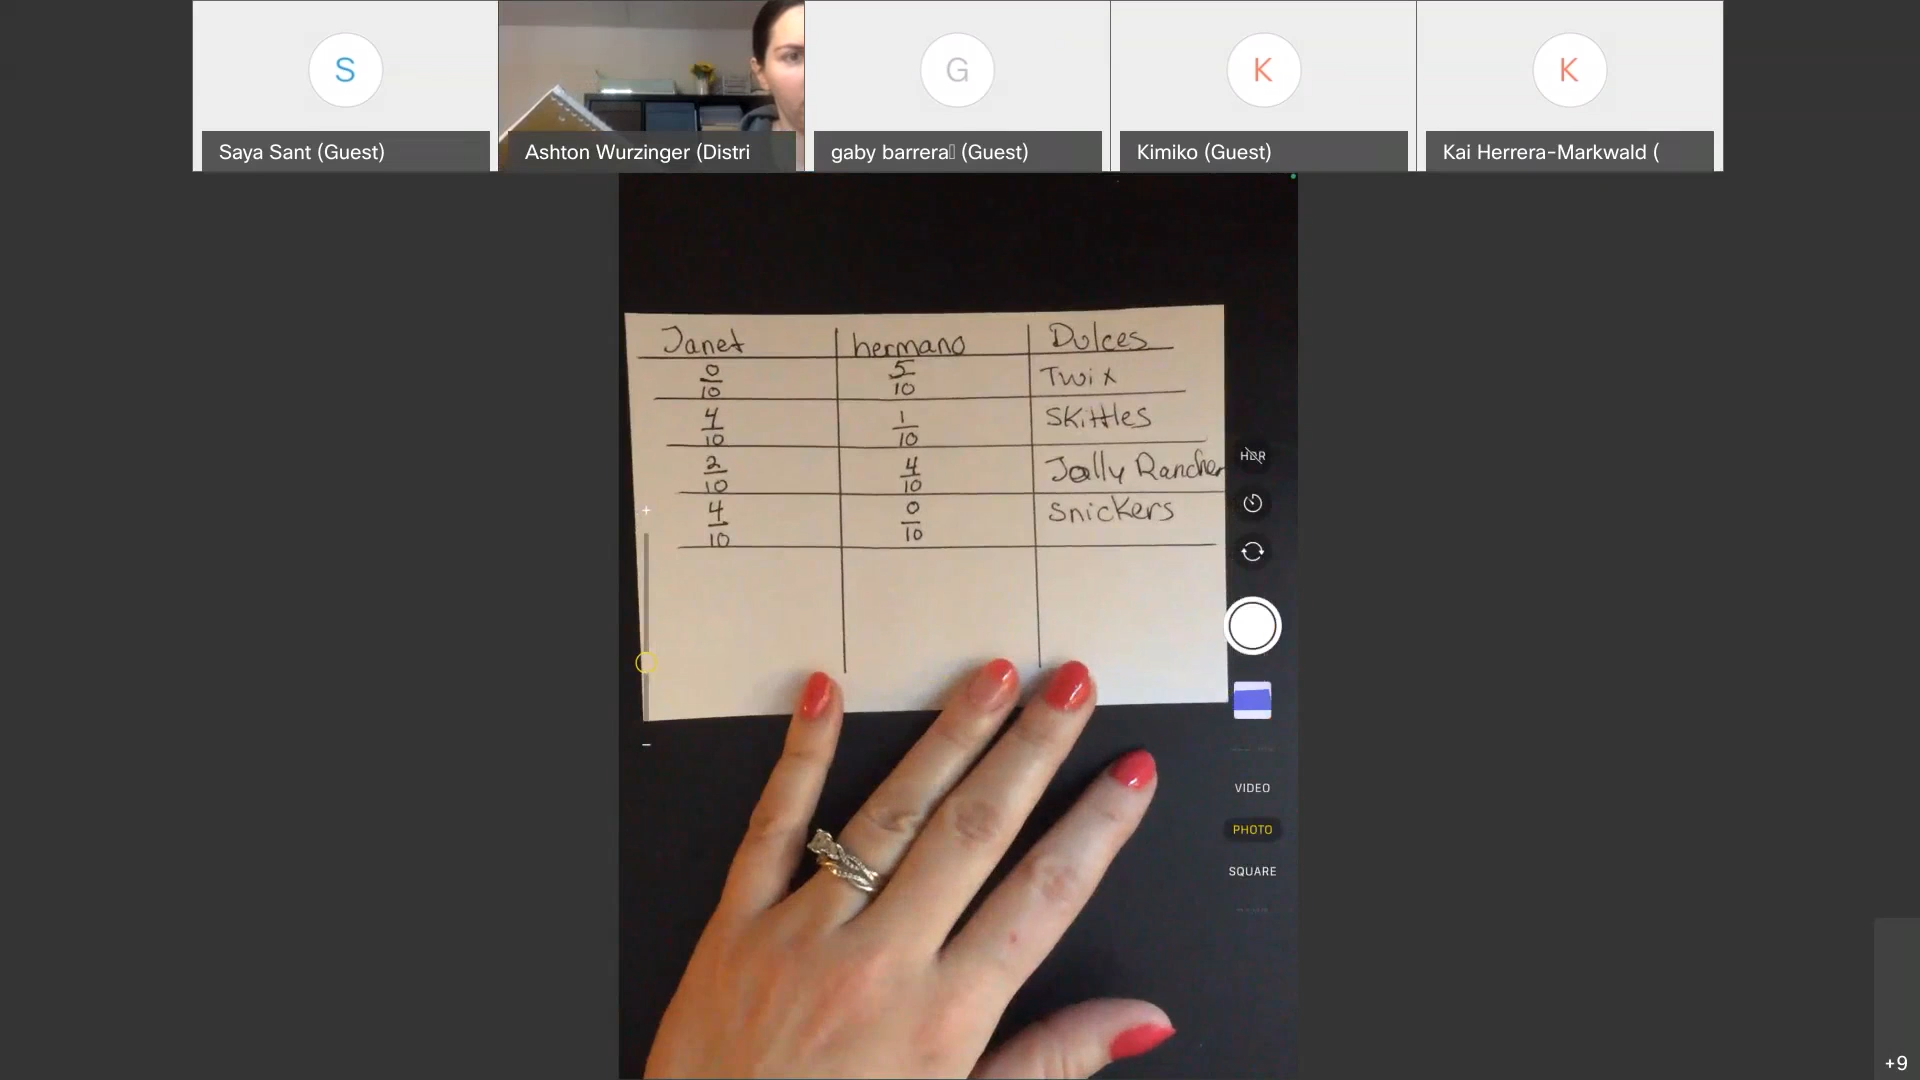 S
G
K
K
Saya Sant (Guest)
Ashton Wurzinger (Distri
gaby barrera (Guest)
Kimiko (Guest)
Kai Herrera-Markwald (
Janet hermano Dulces
0/10 5/10 Twix
4/10 1/10 Skittles
2/10 4/10 Jolly Rancher
4/10 0/10 Snickers
HDR
+
−
VIDEO
PHOTO
SQUARE
+9